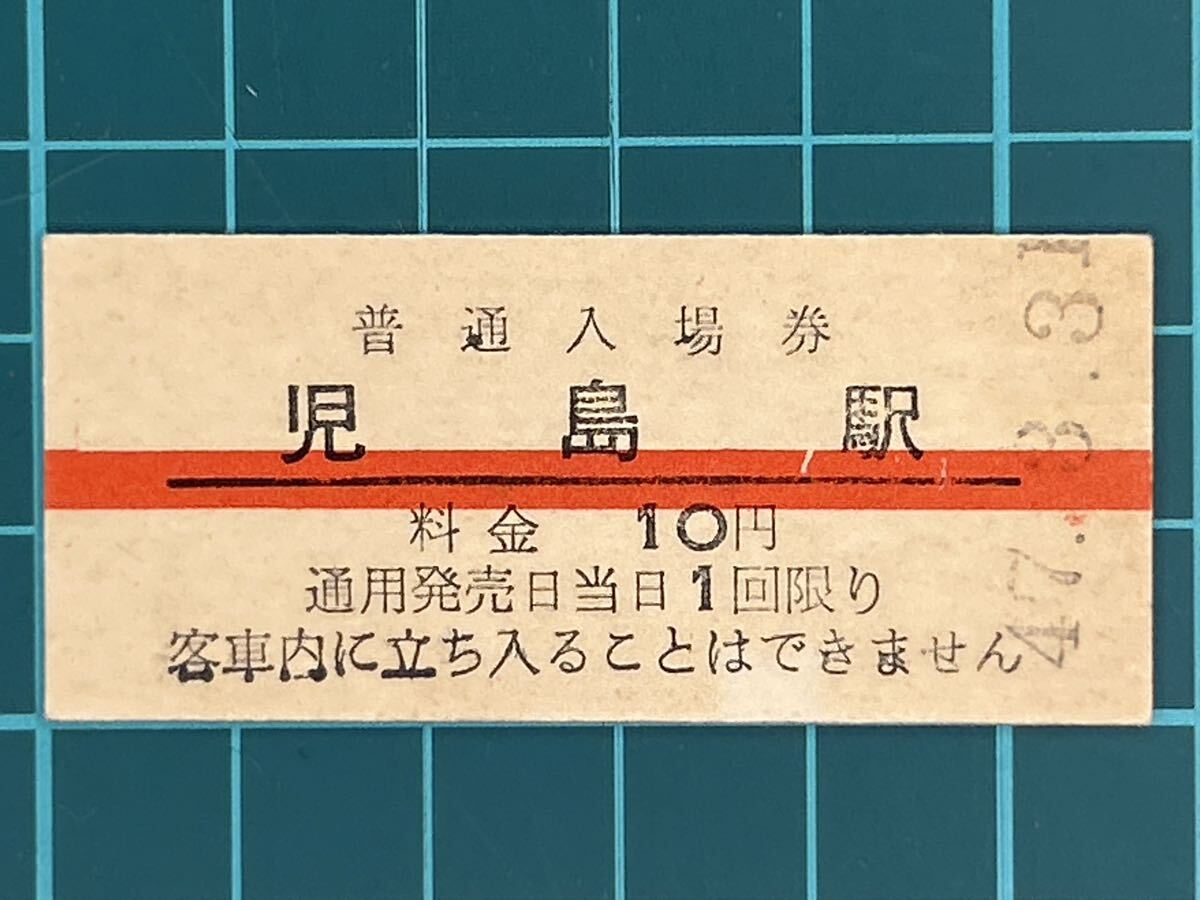 普通入場券
児島駅
料金 10円
通用発売日当日1回限り
客車内に立ち入ることはできません
47.3.31